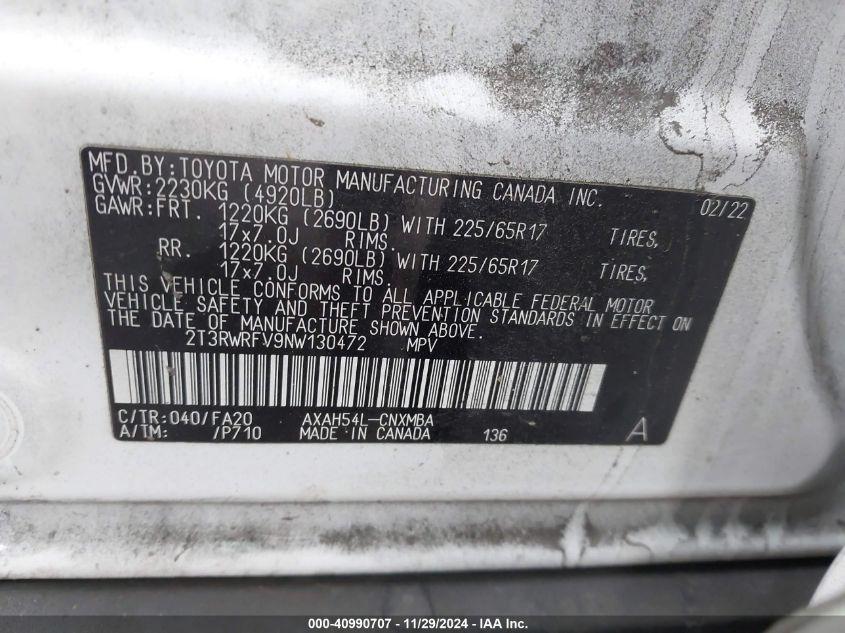 MFD.BY:TOYOTA MOTOR MANUFACTURING CANADA INC. 02/22
GVWR:2230KG (4920LB)
GAWR:FRT. 1220KG (2690LB) WITH 225/65R17 TIRES,
17x7.0J RIMS.
RR. 1220KG (2690LB) WITH 225/65R17 TIRES,
17x7.0J RIMS.
THIS VEHICLE CONFORMS TO ALL APPLICABLE FEDERAL MOTOR
VEHICLE SAFETY AND THEFT PREVENTION STANDARDS IN EFFECT ON
THE DATE OF MANUFACTURE SHOWN ABOVE.
2T3RWRFV9NW130472 MPV
C/TR:040/FA20 AXAH54L-CNXMBA
A/TM: /P710 MADE IN CANADA 136 A
000-40990707 - 11/29/2024 - IAA Inc.